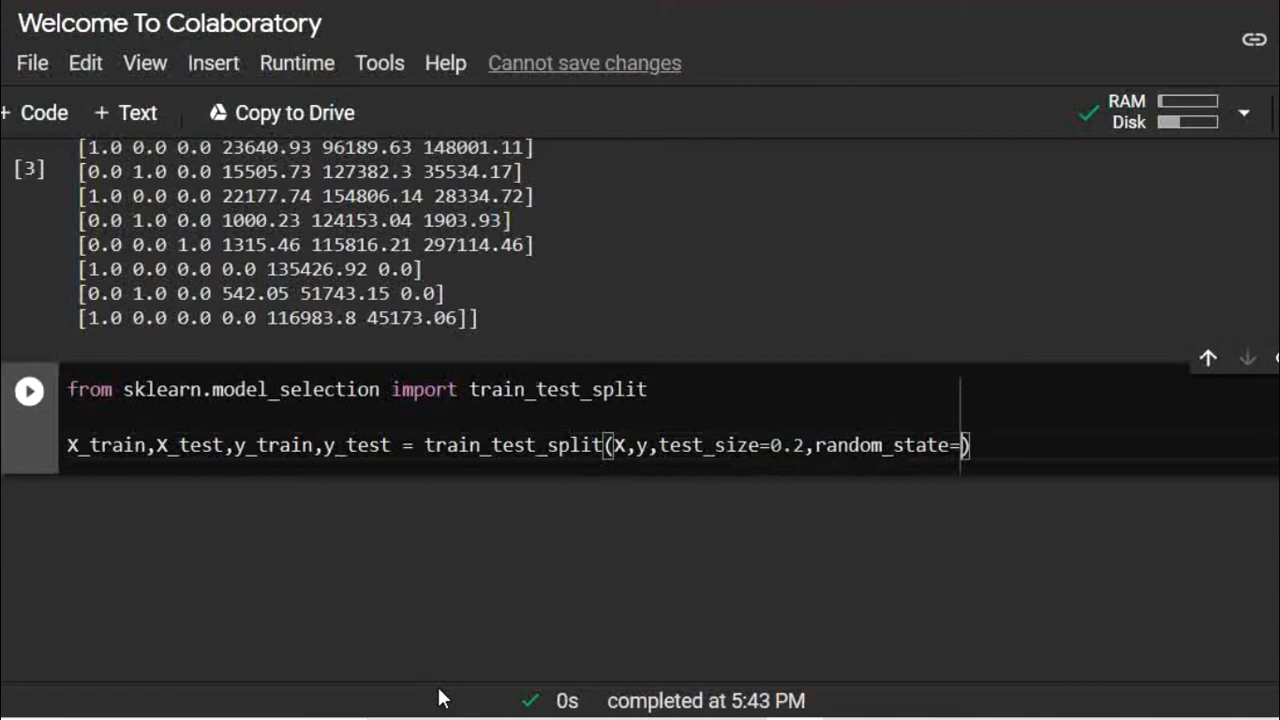 Welcome To Colaboratory
File Edit View Insert Runtime Tools Help Cannot save changes
+ Code + Text Copy to Drive RAM
Disk
[1.0 0.0 0.0 23640.93 96189.63 148001.11]
[3] [0.0 1.0 0.0 15505.73 127382.3 35534.17]
[1.0 0.0 0.0 22177.74 154806.14 28334.72]
[0.0 1.0 0.0 1000.23 124153.04 1903.93]
[0.0 0.0 1.0 1315.46 115816.21 297114.46]
[1.0 0.0 0.0 0.0 135426.92 0.0]
[0.0 1.0 0.0 542.05 51743.15 0.0]
[1.0 0.0 0.0 0.0 116983.8 45173.06]]
from sklearn.model_selection import train_test_split
X_train,X_test,y_train,y_test = train_test_split(X,y,test_size=0.2,random_state=)
0s completed at 5:43 PM